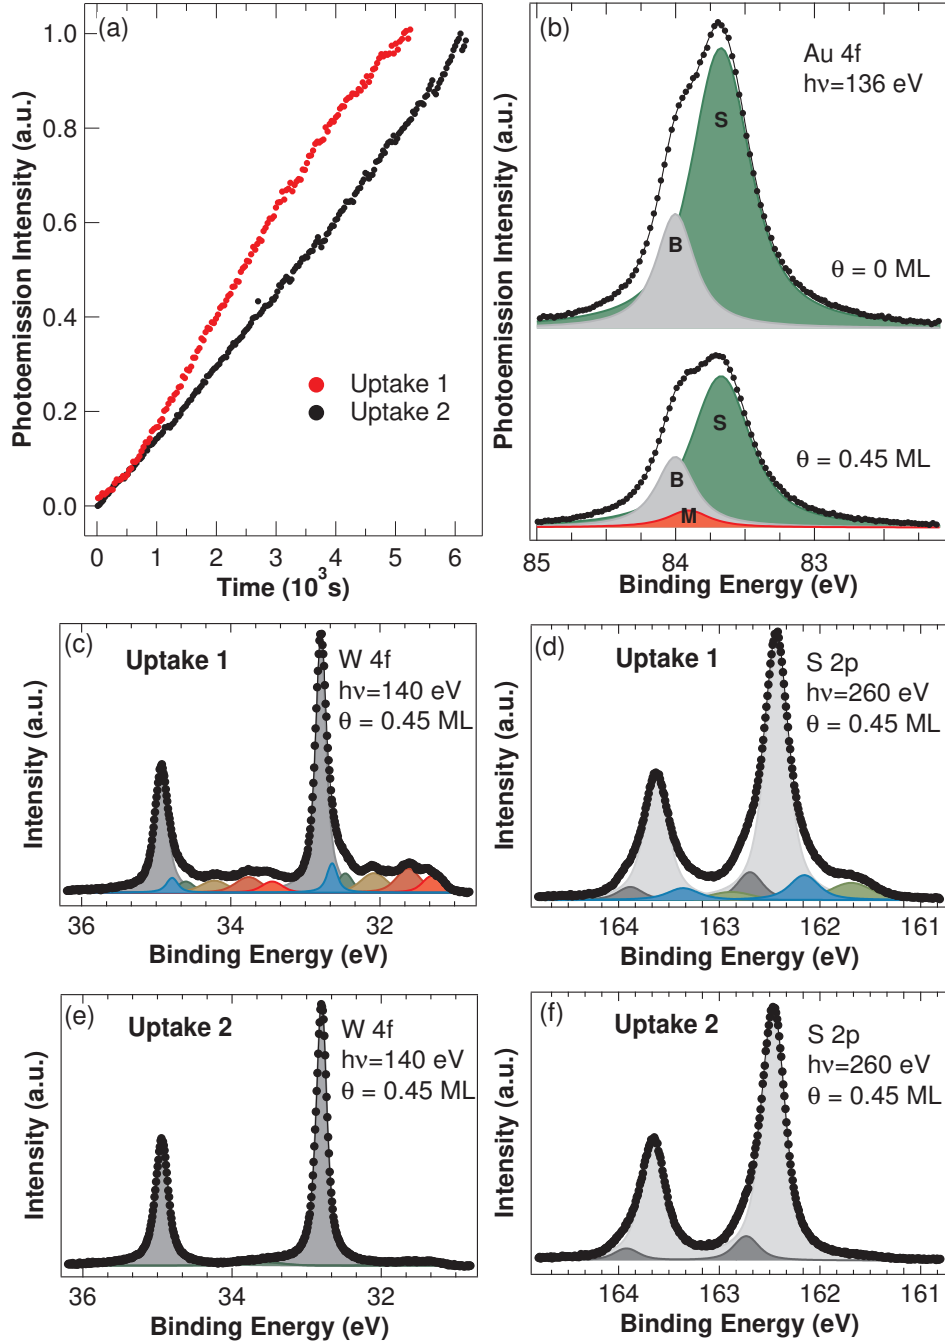 (a)
Photoemission Intensity (a.u.)
1.0
0.8
0.6
0.4
0.2
0.0
Uptake 1
Uptake 2
0 1 2 3 4 5 6
Time (10³s)
(b)
Photoemission Intensity (a.u.)
Au 4f
hν=136 eV
S
B
θ = 0 ML
S
B
M
θ = 0.45 ML
85 84 83
Binding Energy (eV)
(c)
Uptake 1
W 4f
hν=140 eV
θ = 0.45 ML
Intensity (a.u.)
36 34 32
Binding Energy (eV)
(d)
Uptake 1
S 2p
hν=260 eV
θ = 0.45 ML
Intensity (a.u.)
164 163 162 161
Binding Energy (eV)
(e)
Uptake 2
W 4f
hν=140 eV
θ = 0.45 ML
Intensity (a.u.)
36 34 32
Binding Energy (eV)
(f)
Uptake 2
S 2p
hν=260 eV
θ = 0.45 ML
Intensity (a.u.)
164 163 162 161
Binding Energy (eV)